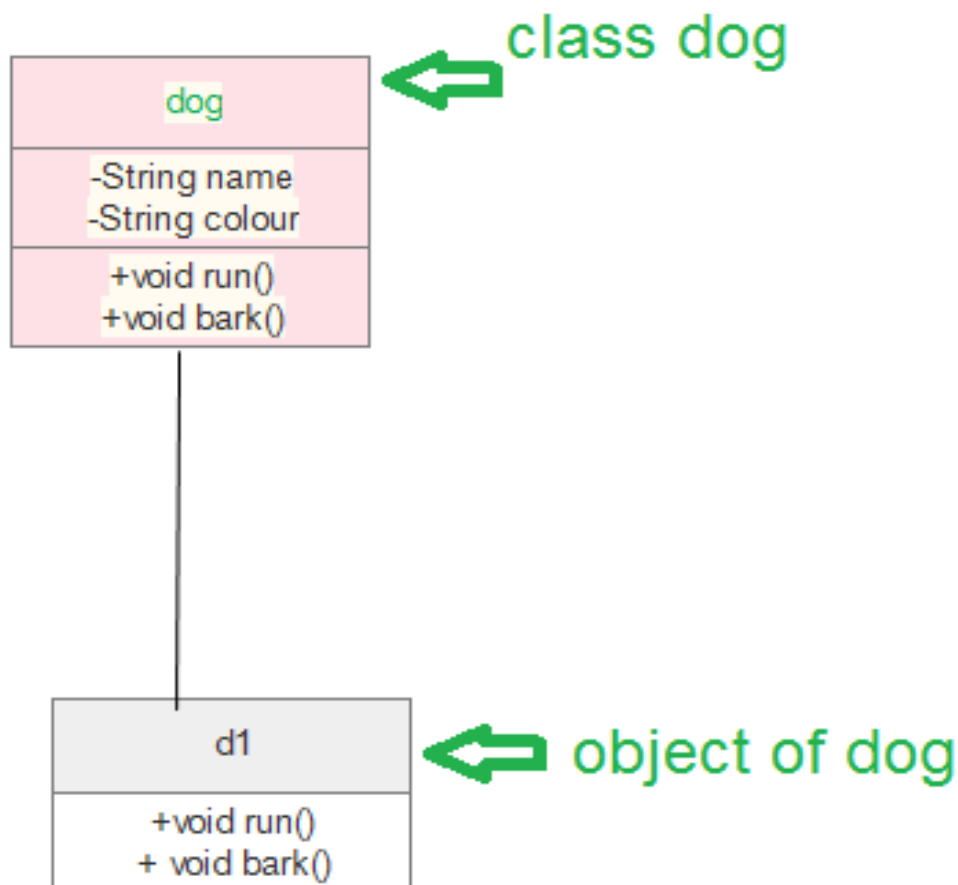 class dog
dog
-String name
-String colour
+void run()
+void bark()
d1
object of dog
+void run()
+ void bark()